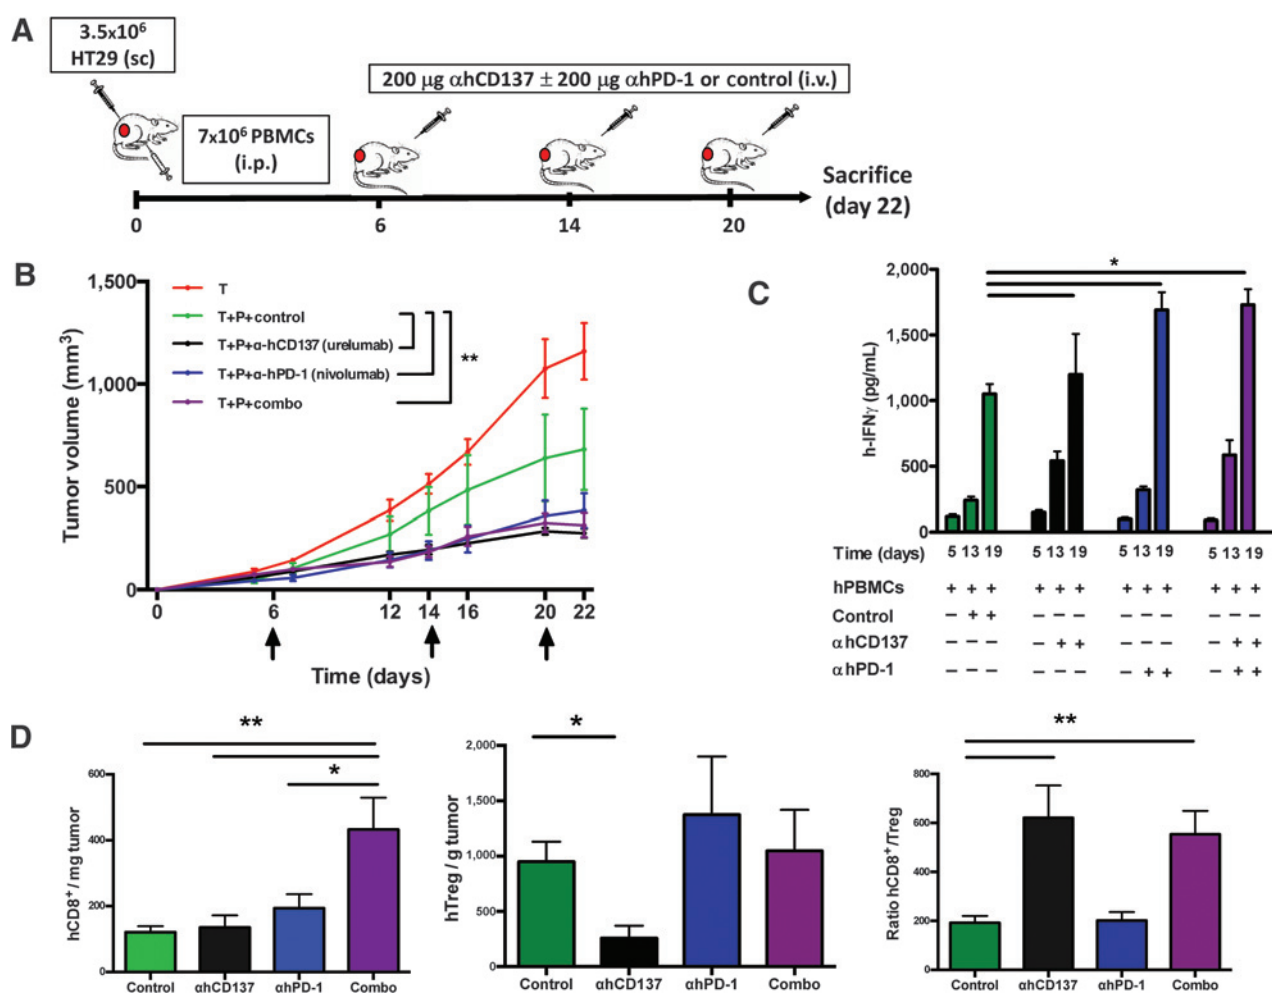 A
3.5x10⁶
HT29 (sc)
7x10⁶ PBMCs
(i.p.)
200 µg αhCD137 ± 200 µg αhPD-1 or control (i.v.)
Sacrifice
(day 22)
0 6 14 20
B
Tumor volume (mm³)
1,500
1,000
500
0
T
T+P+control
T+P+α-hCD137 (urelumab)
T+P+α-hPD-1 (nivolumab)
T+P+combo
**
0 6 12 14 16 20 22
Time (days)
C
h-IFNγ (pg/mL)
2,000
1,500
1,000
500
0
*
Time (days) 5 13 19 5 13 19 5 13 19 5 13 19
hPBMCs + + + + + + + + + + + +
Control − + + − − − − − − − − −
αhCD137 − − − − + + − − − − + +
αhPD-1 − − − − − − − + + − + +
D
hCD8⁺/ mg tumor
600
400
200
0
**
*
Control αhCD137 αhPD-1 Combo
hTreg / g tumor
2,000
1,500
1,000
500
0
*
Control αhCD137 αhPD-1 Combo
Ratio hCD8⁺/Treg
800
600
400
200
0
**
Control αhCD137 αhPD-1 Combo